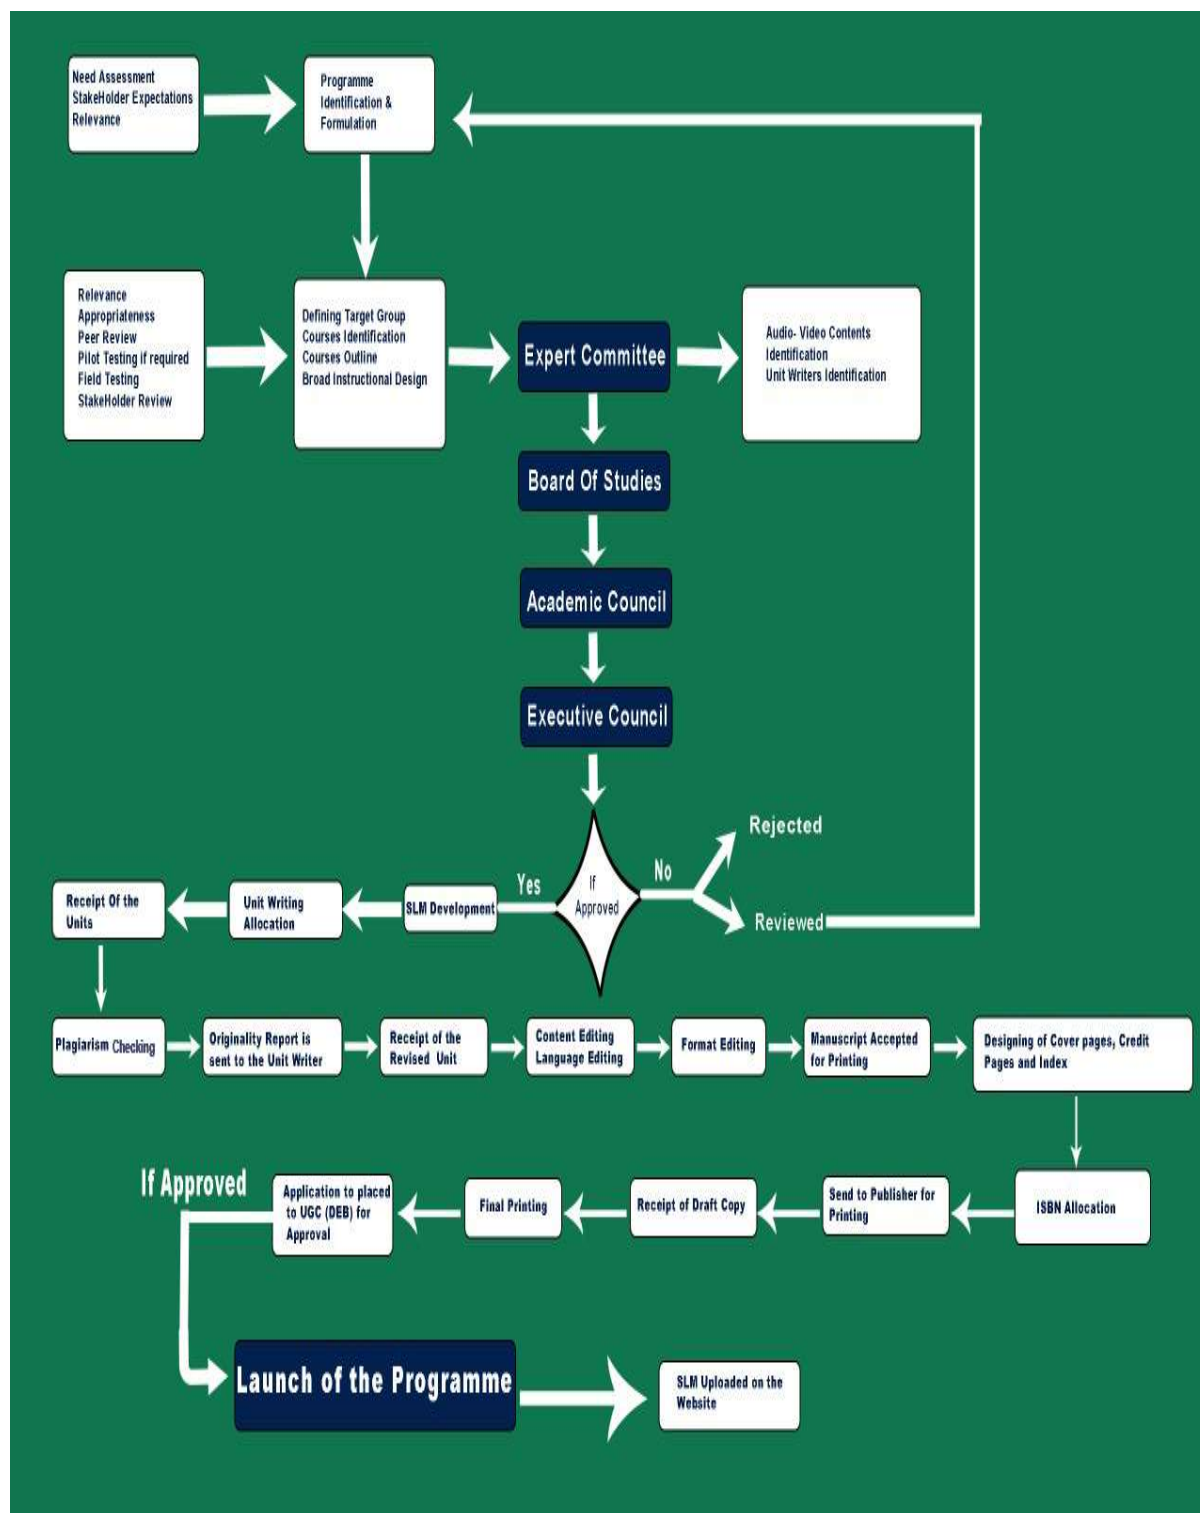 Need Assessment
StakeHolder Expectations
Relevance
Programme
Identification &
Formulation
Relevance
Appropriateness
Peer Review
Pilot Testing if required
Field Testing
StakeHolder Review
Defining Target Group
Courses Identification
Courses Outline
Broad Instructional Design
Expert Committee
Audio- Video Contents
Identification
Unit Writers Identification
Board Of Studies
Academic Council
Executive Council
If
Approved
Yes
No
Rejected
Reviewed
SLM Development
Unit Writing
Allocation
Receipt Of the
Units
Plagiarism Checking
Originality Report is
sent to the Unit Writer
Receipt of the
Revised Unit
Content Editing
Language Editing
Format Editing
Manuscript Accepted
for Printing
Designing of Cover pages, Credit
Pages and Index
ISBN Allocation
Send to Publisher for
Printing
Receipt of Draft Copy
Final Printing
Application to placed
to UGC (DEB) for
Approval
If Approved
Launch of the Programme
SLM Uploaded on the
Website